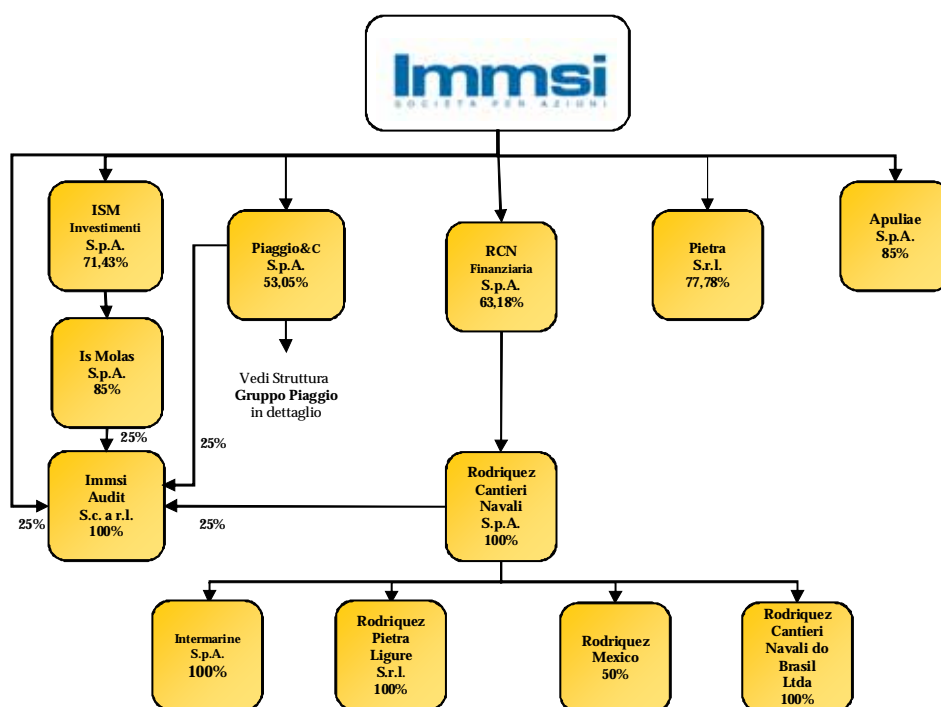 Immsi
SOCIETÀ PER AZIONI
ISM
Investimenti
S.p.A.
71,43%
Piaggio&C
S.p.A.
53,05%
RCN
Finanziaria
S.p.A.
63,18%
Pietra
S.r.l.
77,78%
Apuliae
S.p.A.
85%
Is Molas
S.p.A.
85%
Vedi Struttura
Gruppo Piaggio
in dettaglio
25%
25%
Immsi
Audit
S.c. a r.l.
100%
25%
25%
Rodriquez
Cantieri
Navali
S.p.A.
100%
Intermarine
S.p.A.
100%
Rodriquez
Pietra
Ligure
S.r.l.
100%
Rodriquez
Mexico
50%
Rodriquez
Cantieri
Navali do
Brasil
Ltda
100%